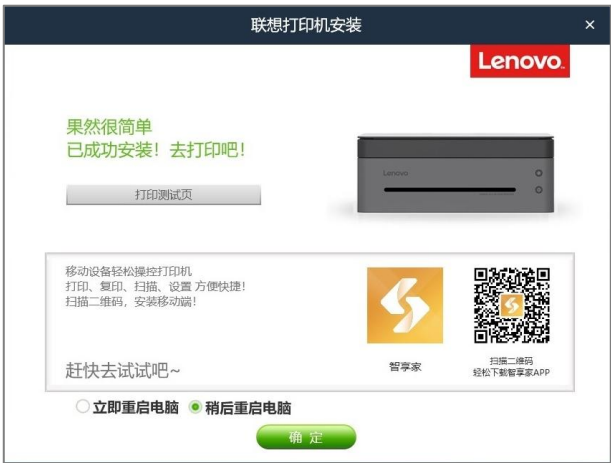 联想打印机安装
Lenovo
果然很简单
已成功安装！去打印吧！
Lenovo
打印测试页
移动设备轻松操控打印机
打印、复印、扫描、设置 方便快捷！
扫描二维码，安装移动端！
赶快去试试吧~
智享家
扫描二维码
轻松下载智享家APP
立即重启电脑
稍后重启电脑
确 定